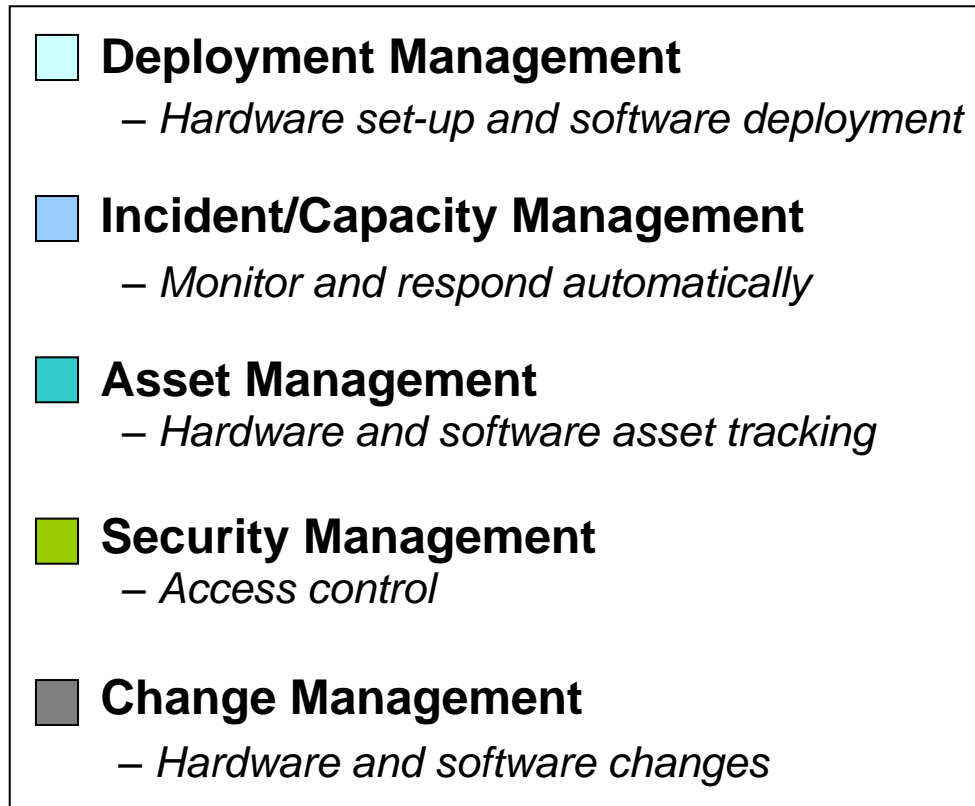 Deployment Management
– Hardware set-up and software deployment
Incident/Capacity Management
– Monitor and respond automatically
Asset Management
– Hardware and software asset tracking
Security Management
– Access control
Change Management
– Hardware and software changes